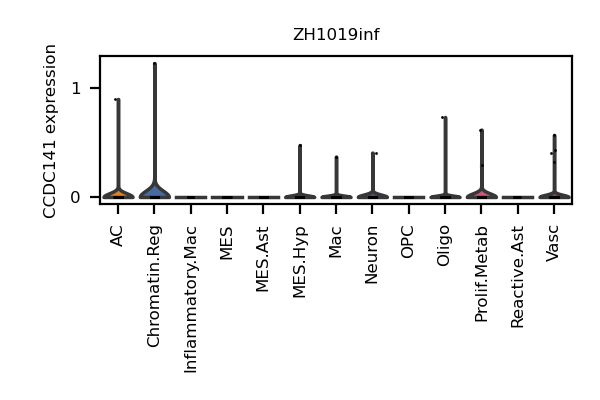 ZH1019inf
CCDC141 expression
1
0
AC
Chromatin.Reg
Inflammatory.Mac
MES
MES.Ast
MES.Hyp
Mac
Neuron
OPC
Oligo
Prolif.Metab
Reactive.Ast
Vasc